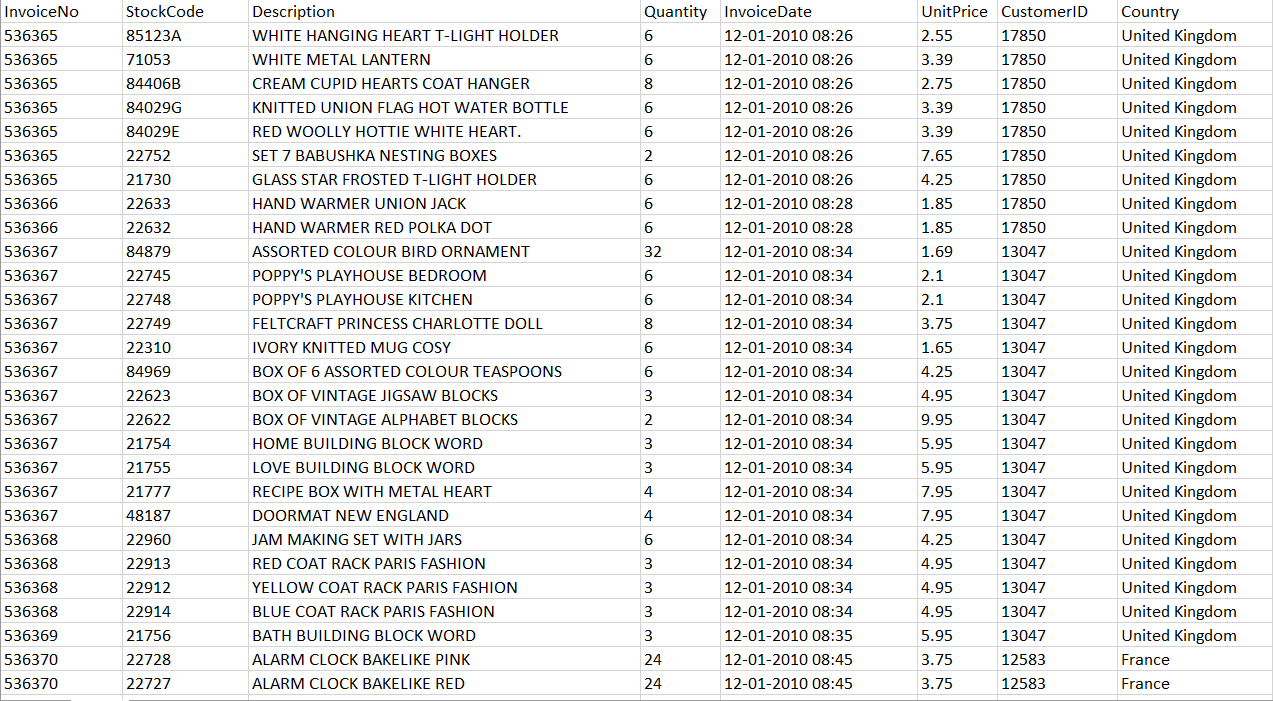 InvoiceNo StockCode Description Quantity InvoiceDate UnitPrice CustomerID Country
536365 85123A WHITE HANGING HEART T-LIGHT HOLDER 6 12-01-2010 08:26 2.55 17850 United Kingdom
536365 71053 WHITE METAL LANTERN 6 12-01-2010 08:26 3.39 17850 United Kingdom
536365 84406B CREAM CUPID HEARTS COAT HANGER 8 12-01-2010 08:26 2.75 17850 United Kingdom
536365 84029G KNITTED UNION FLAG HOT WATER BOTTLE 6 12-01-2010 08:26 3.39 17850 United Kingdom
536365 84029E RED WOOLLY HOTTIE WHITE HEART. 6 12-01-2010 08:26 3.39 17850 United Kingdom
536365 22752 SET 7 BABUSHKA NESTING BOXES 2 12-01-2010 08:26 7.65 17850 United Kingdom
536365 21730 GLASS STAR FROSTED T-LIGHT HOLDER 6 12-01-2010 08:26 4.25 17850 United Kingdom
536366 22633 HAND WARMER UNION JACK 6 12-01-2010 08:28 1.85 17850 United Kingdom
536366 22632 HAND WARMER RED POLKA DOT 6 12-01-2010 08:28 1.85 17850 United Kingdom
536367 84879 ASSORTED COLOUR BIRD ORNAMENT 32 12-01-2010 08:34 1.69 13047 United Kingdom
536367 22745 POPPY'S PLAYHOUSE BEDROOM 6 12-01-2010 08:34 2.1 13047 United Kingdom
536367 22748 POPPY'S PLAYHOUSE KITCHEN 6 12-01-2010 08:34 2.1 13047 United Kingdom
536367 22749 FELTCRAFT PRINCESS CHARLOTTE DOLL 8 12-01-2010 08:34 3.75 13047 United Kingdom
536367 22310 IVORY KNITTED MUG COSY 6 12-01-2010 08:34 1.65 13047 United Kingdom
536367 84969 BOX OF 6 ASSORTED COLOUR TEASPOONS 6 12-01-2010 08:34 4.25 13047 United Kingdom
536367 22623 BOX OF VINTAGE JIGSAW BLOCKS 3 12-01-2010 08:34 4.95 13047 United Kingdom
536367 22622 BOX OF VINTAGE ALPHABET BLOCKS 2 12-01-2010 08:34 9.95 13047 United Kingdom
536367 21754 HOME BUILDING BLOCK WORD 3 12-01-2010 08:34 5.95 13047 United Kingdom
536367 21755 LOVE BUILDING BLOCK WORD 3 12-01-2010 08:34 5.95 13047 United Kingdom
536367 21777 RECIPE BOX WITH METAL HEART 4 12-01-2010 08:34 7.95 13047 United Kingdom
536367 48187 DOORMAT NEW ENGLAND 4 12-01-2010 08:34 7.95 13047 United Kingdom
536368 22960 JAM MAKING SET WITH JARS 6 12-01-2010 08:34 4.25 13047 United Kingdom
536368 22913 RED COAT RACK PARIS FASHION 3 12-01-2010 08:34 4.95 13047 United Kingdom
536368 22912 YELLOW COAT RACK PARIS FASHION 3 12-01-2010 08:34 4.95 13047 United Kingdom
536368 22914 BLUE COAT RACK PARIS FASHION 3 12-01-2010 08:34 4.95 13047 United Kingdom
536369 21756 BATH BUILDING BLOCK WORD 3 12-01-2010 08:35 5.95 13047 United Kingdom
536370 22728 ALARM CLOCK BAKELIKE PINK 24 12-01-2010 08:45 3.75 12583 France
536370 22727 ALARM CLOCK BAKELIKE RED 24 12-01-2010 08:45 3.75 12583 France